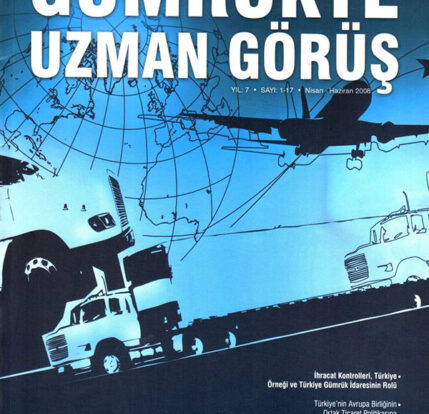 GÜMRÜKTE
UZMAN GÖRÜŞ
YIL: 7 • SAYI: 1-17 • Nisan - Haziran 2008
İhracat Kontrolleri, Türkiye •
Örneği ve Türkiye Gümrük İdaresinin Rolü
Türkiye'nin Avrupa Birliğinin •
Ortak Ticaret Politikasına